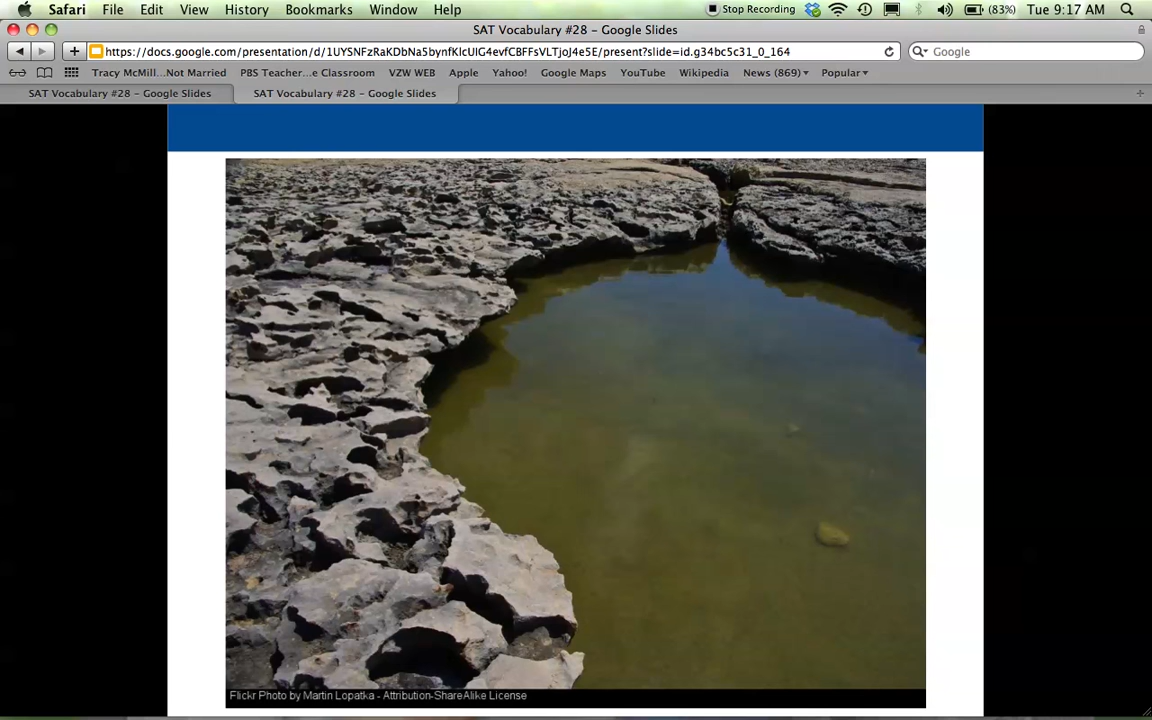 Safari File Edit View History Bookmarks Window Help Stop Recording (83%) Tue 9:17 AM
SAT Vocabulary #28 – Google Slides
https://docs.google.com/presentation/d/1UYSNFzRaKDbNa5bynfKlcUIG4evfCBFFsVLTjoJ4e5E/present?slide=id.g34bc5c31_0_164 Google
Tracy McMill...Not Married PBS Teacher...e Classroom VZW WEB Apple Yahoo! Google Maps YouTube Wikipedia News (869) Popular
SAT Vocabulary #28 – Google Slides SAT Vocabulary #28 – Google Slides
Flickr Photo by Martin Lopatka - Attribution-ShareAlike License